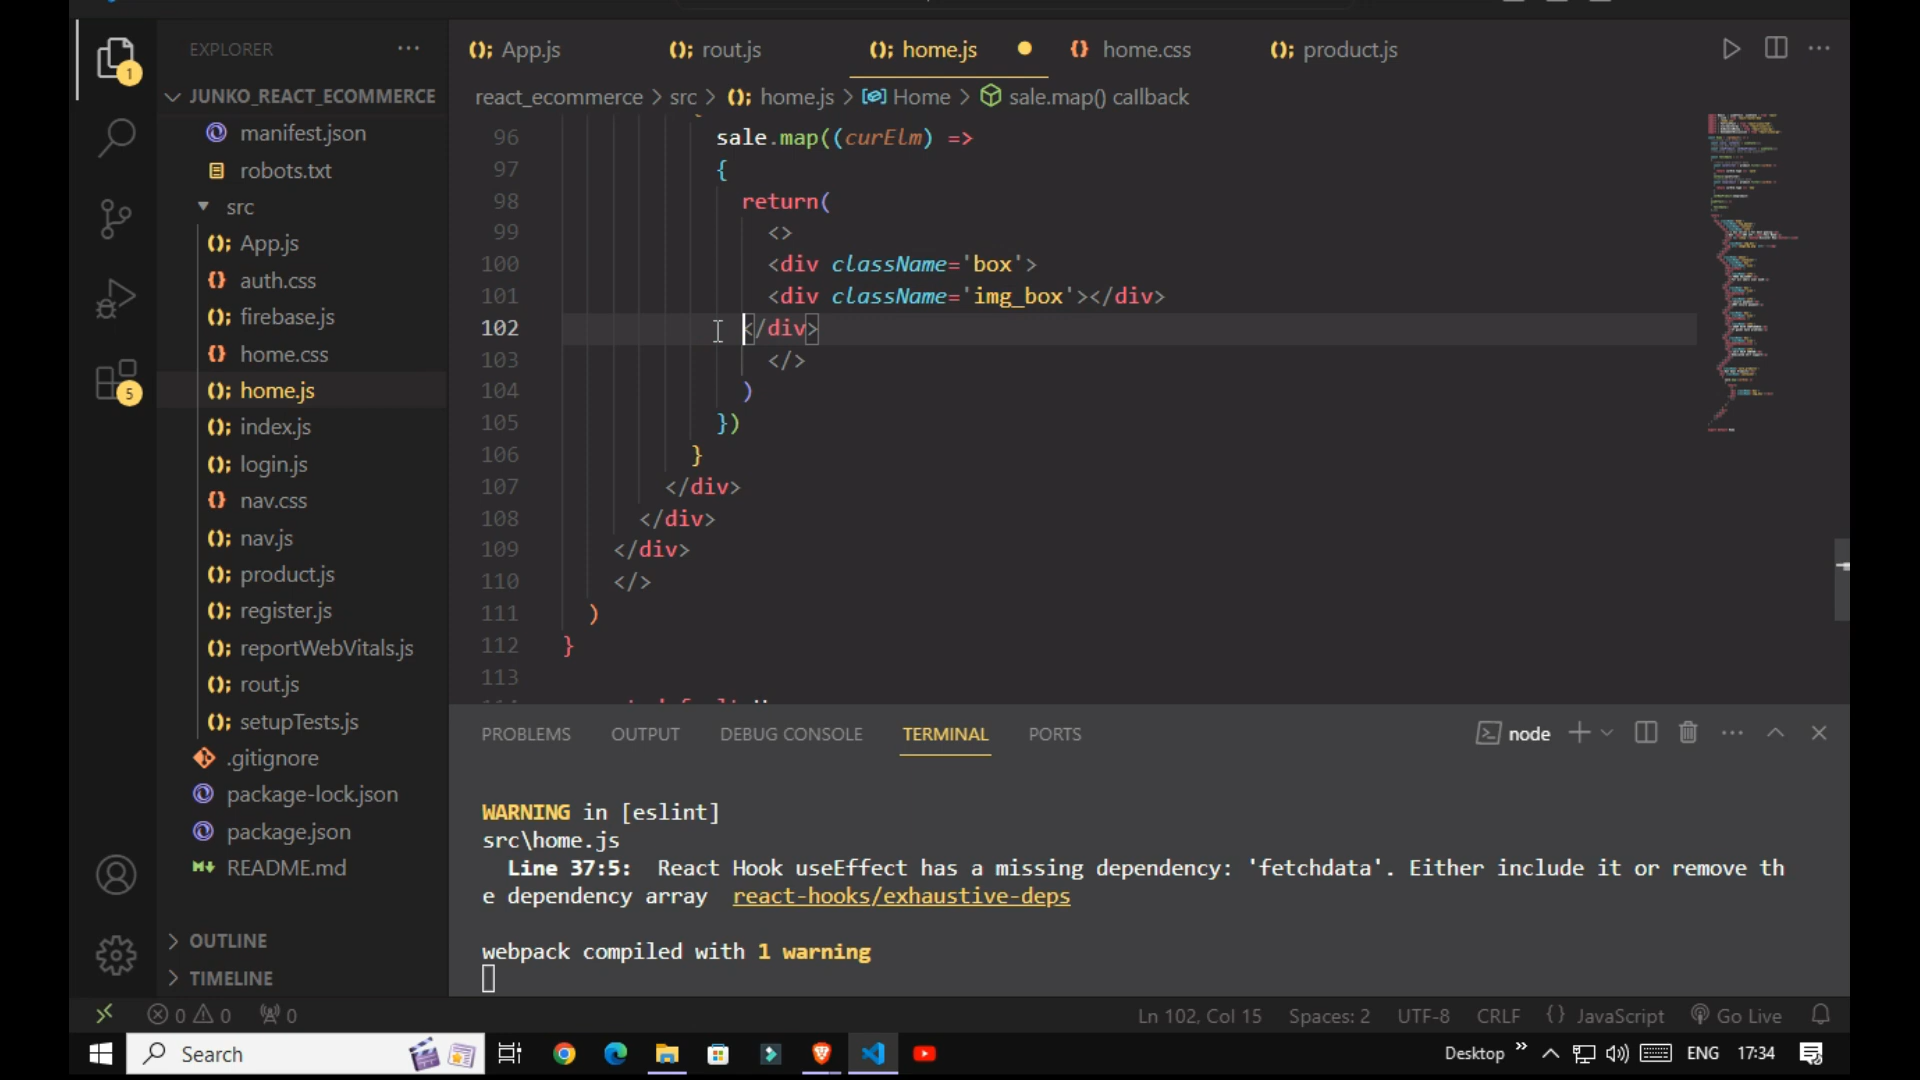 EXPLORER
JUNKO_REACT_ECOMMERCE
manifest.json
robots.txt
src
App.js
auth.css
firebase.js
home.css
home.js
index.js
login.js
nav.css
nav.js
product.js
register.js
reportWebVitals.js
rout.js
setupTests.js
.gitignore
package-lock.json
package.json
README.md
OUTLINE
TIMELINE
1
5
App.js rout.js home.js home.css product.js
react_ecommerce > src > home.js > Home > sale.map() callback
96 sale.map((curElm) =>
97 {
98 return(
99 <>
100 <div className='box'>
101 <div className='img_box'></div>
102 </div>
103 </>
104 )
105 })
106 }
107 </div>
108 </div>
109 </div>
110 </>
111 )
112 }
113
PROBLEMS OUTPUT DEBUG CONSOLE TERMINAL PORTS node
WARNING in [eslint]
src\home.js
Line 37:5: React Hook useEffect has a missing dependency: 'fetchdata'. Either include it or remove th
e dependency array react-hooks/exhaustive-deps
webpack compiled with 1 warning
0 0 0 Ln 102, Col 15 Spaces: 2 UTF-8 CRLF {} JavaScript Go Live
Search Desktop ENG 17:34